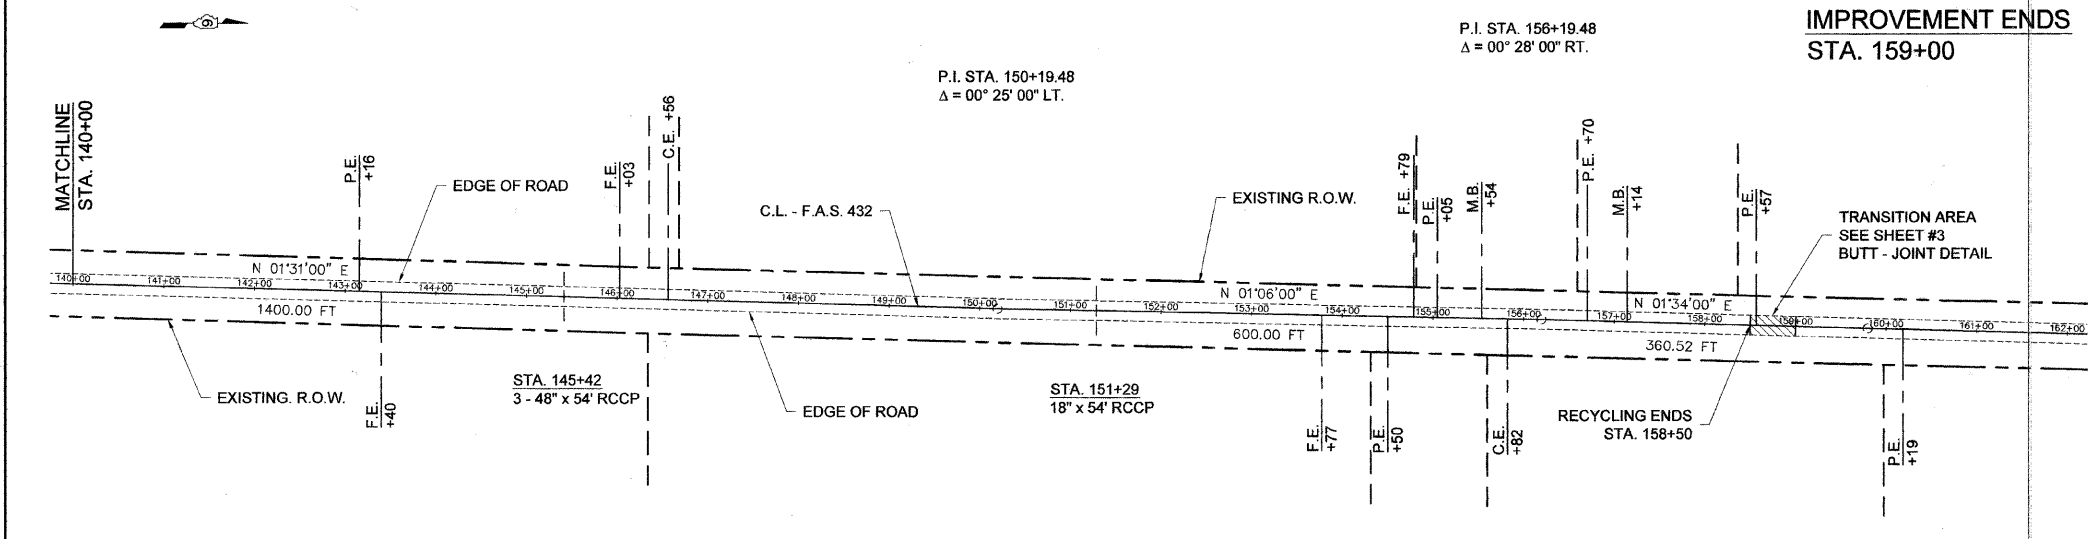 IMPROVEMENT ENDS
STA. 159+00
P.I. STA. 156+19.48
Δ = 00° 28' 00" RT.
P.I. STA. 150+19.48
Δ = 00° 25' 00" LT.
MATCHLINE
STA. 140+00
P.E.
+16
EDGE OF ROAD
F.E.
+03
C.E. +56
C.L. - F.A.S. 432
EXISTING R.O.W.
F.E. +79
P.E.
+05
M.B.
+54
P.E. +70
M.B.
+14
P.E.
+57
TRANSITION AREA
SEE SHEET #3
BUTT - JOINT DETAIL
N 01°31'00" E
N 01°06'00" E
N 01°34'00" E
140+00 141+00 142+00 143+00 144+00 145+00 146+00 147+00 148+00 149+00 150+00 151+00 152+00 153+00 154+00 155+00 156+00 157+00 158+00 159+00 160+00 161+00 162+00
1400.00 FT
600.00 FT
360.52 FT
EXISTING. R.O.W.
F.E.
+40
STA. 145+42
3 - 48" x 54' RCCP
EDGE OF ROAD
STA. 151+29
18" x 54' RCCP
F.E.
+77
P.E.
+50
C.E.
+82
RECYCLING ENDS
STA. 158+50
P.E.
+19